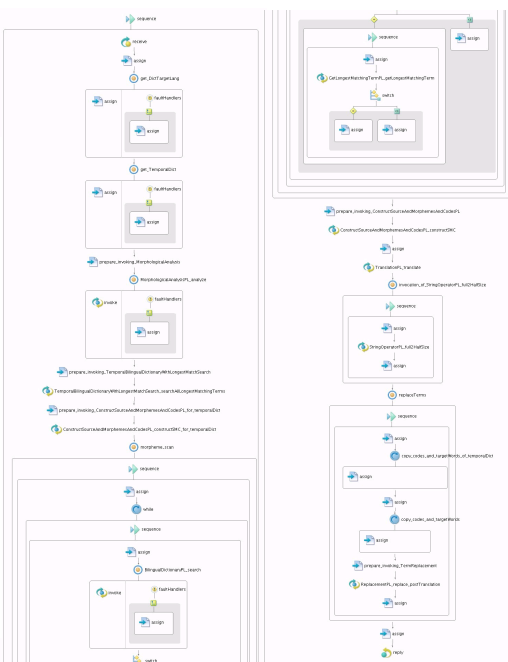 sequence
receive
assign
get_DictTargetLang
assign
faultHandlers
assign
get_TemporalDict
assign
faultHandlers
assign
prepare_invoking_MorphologicalAnalysis
MorphologicalAnalysisPL_analyze
invoke
faultHandlers
assign
prepare_invoking_TemporalBilingualDictionaryWithLongestMatchSearch
TemporalBilingualDictionaryWithLongestMatchSearch_searchAllLongestMatchingTerms
prepare_invoking_ConstructSourceAndMorphemesAndCodesPL_for_temporalDict
ConstructSourceAndMorphemesAndCodesPL_constructSMC_for_temporalDict
morpheme_scan
sequence
assign
while
sequence
assign
BilingualDictionaryPL_search
invoke
faultHandlers
assign
switch
sequence
assign
assign
GetLongestMatchingTermPL_getLongestMatchingTerm
switch
assign
assign
prepare_invoking_ConstructSourceAndMorphemesAndCodesPL
ConstructSourceAndMorphemesAndCodesPL_constructSMC
assign
TranslationPL_translate
invocation_of_StringOperatorPL_full2HalfSize
sequence
assign
StringOperatorPL_full2HalfSize
assign
replaceTerms
sequence
assign
copy_codes_and_targetWords_of_temporalDict
assign
assign
copy_codes_and_targetWords
assign
prepare_invoking_TermReplacement
ReplacementPL_replace_postTranslation
assign
assign
reply